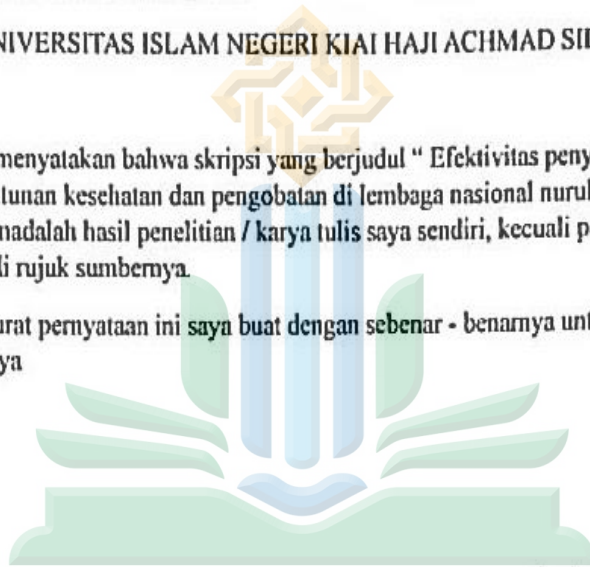 NIVERSITAS ISLAM NEGERI KIAI HAJI ACHMAD SII
menyatakan bahwa skripsi yang berjudul “ Efektivitas peny
tunan kesehatan dan pengobatan di lembaga nasional nurul
nadalah hasil penelitian / karya tulis saya sendiri, kecuali p
li rujuk sumbernya.
urat pernyataan ini saya buat dengan sebenar - benarnya unt
ya